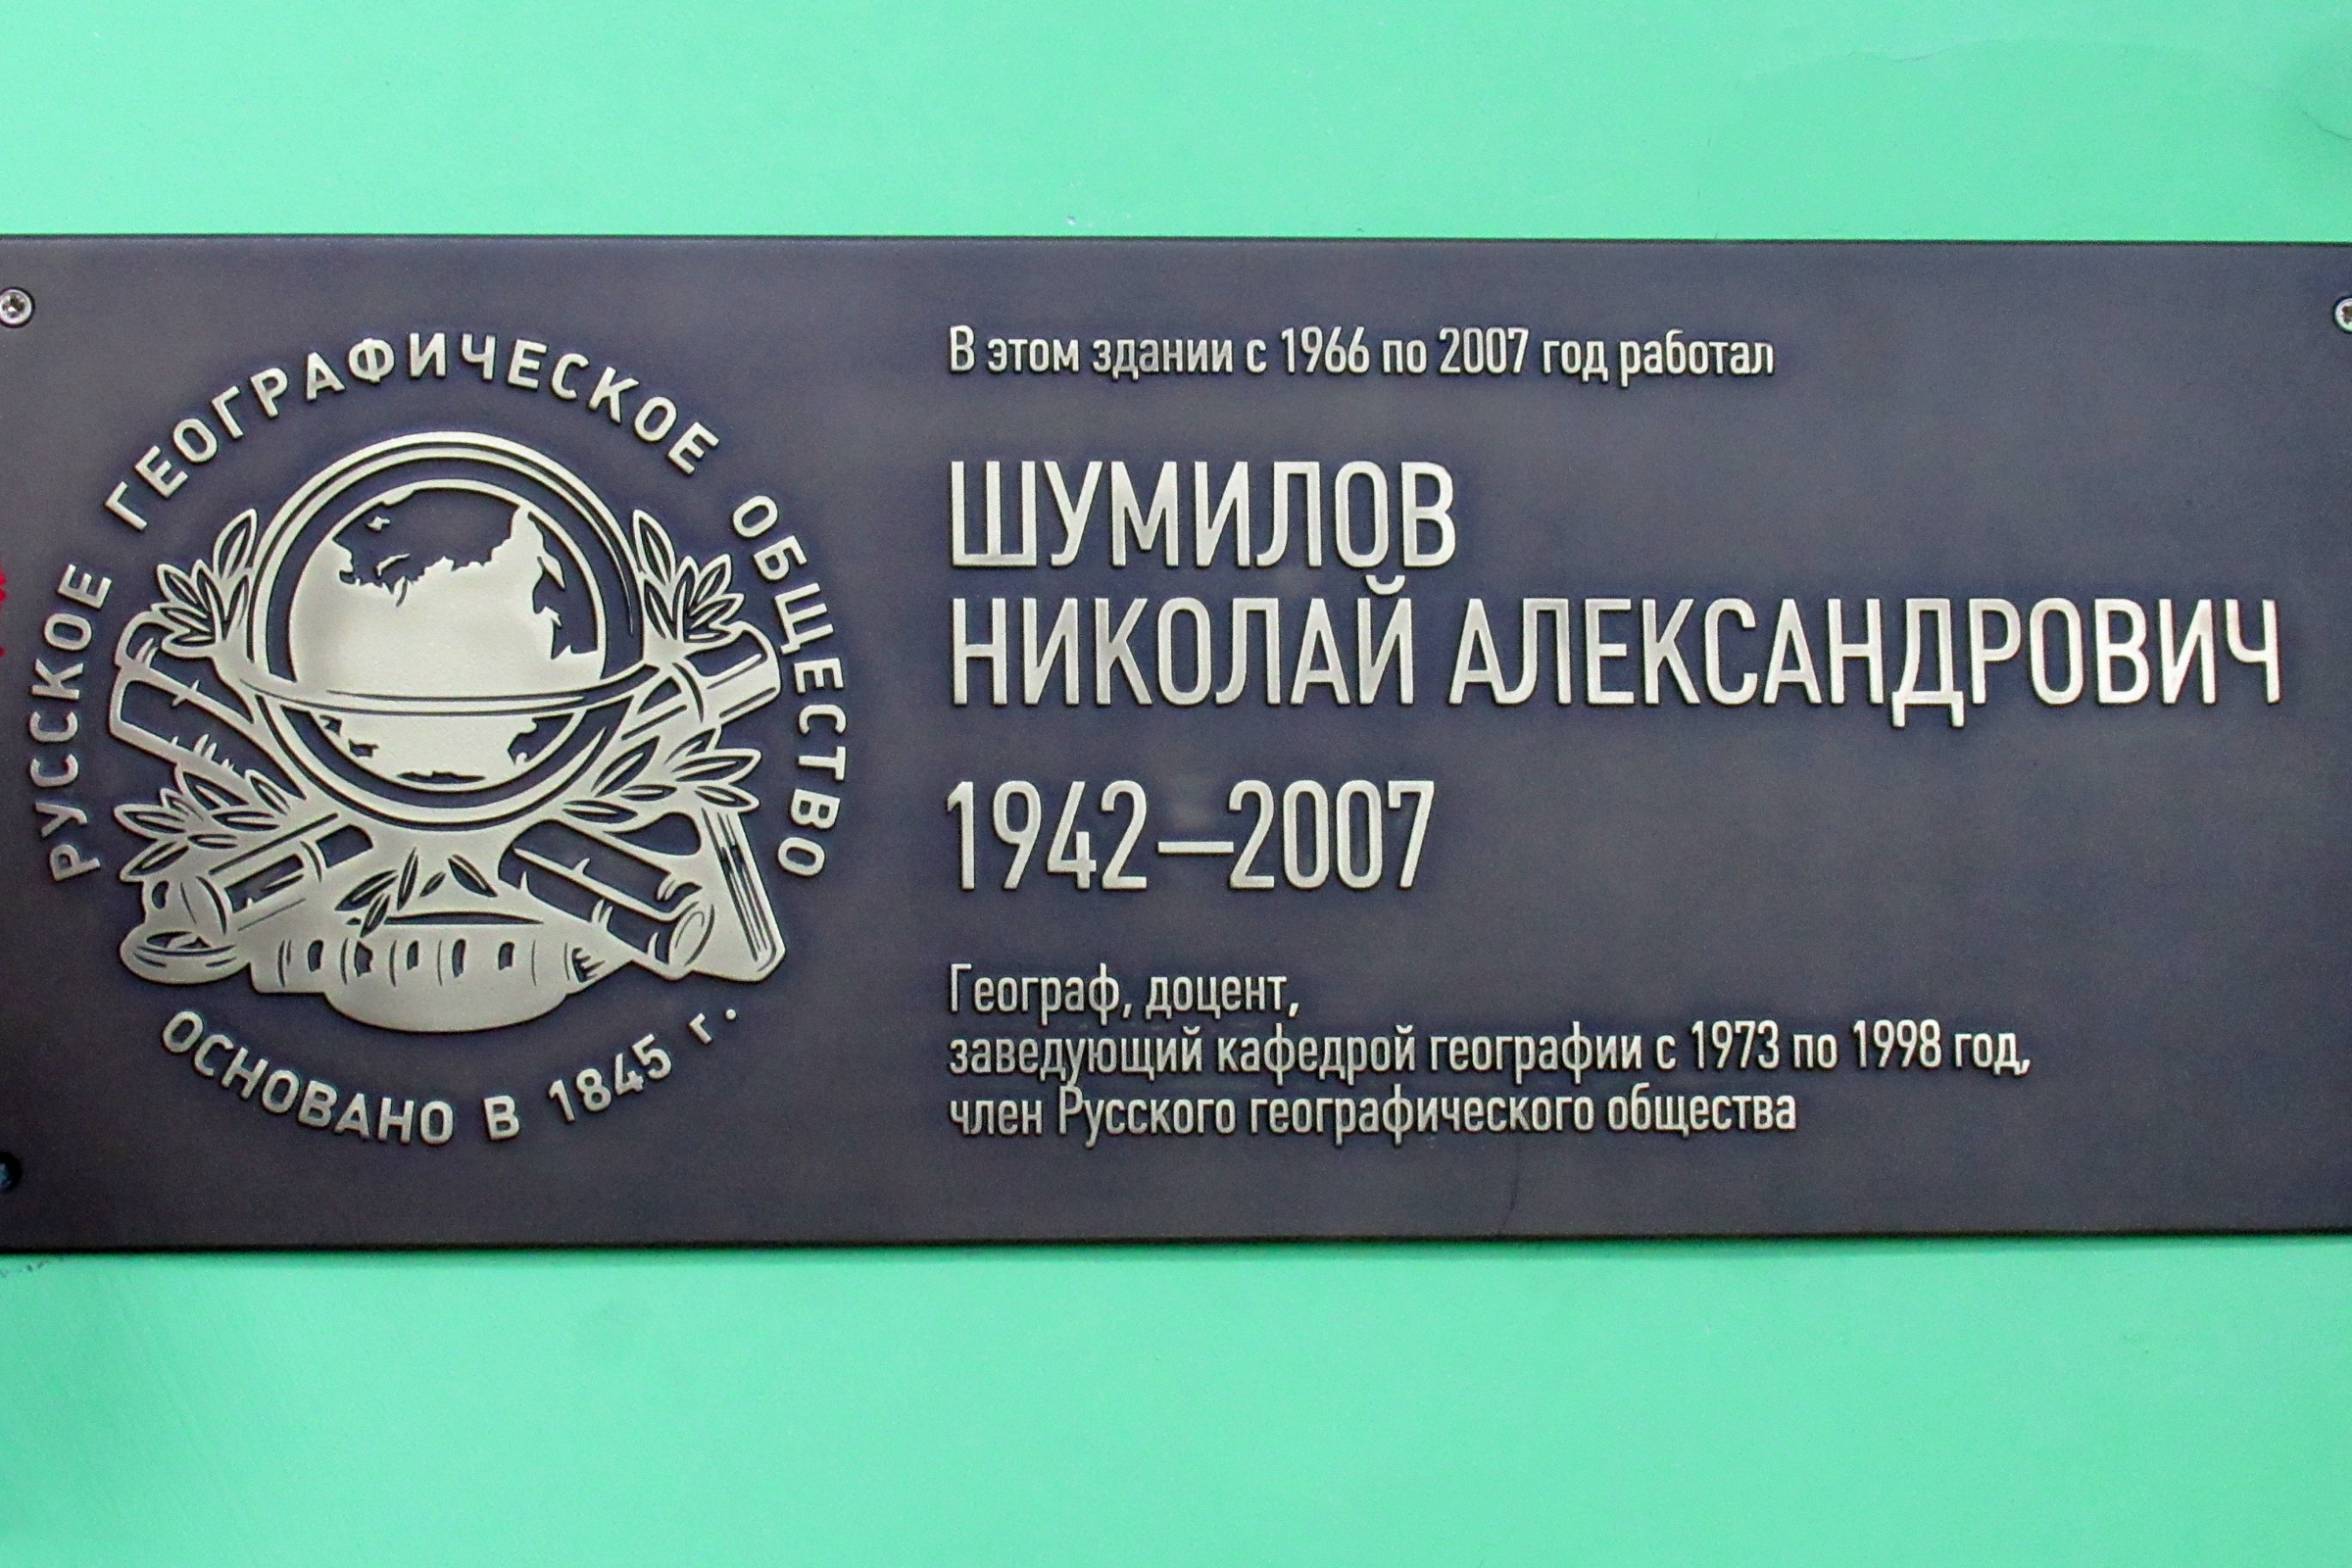 РУССКОЕ ГЕОГРАФИЧЕСКОЕ ОБЩЕСТВО
ОСНОВАНО В 1845 г.
В этом здании с 1966 по 2007 год работал
ШУМИЛОВ
НИКОЛАЙ АЛЕКСАНДРОВИЧ
1942–2007
Географ, доцент,
заведующий кафедрой географии с 1973 по 1998 год,
член Русского географического общества